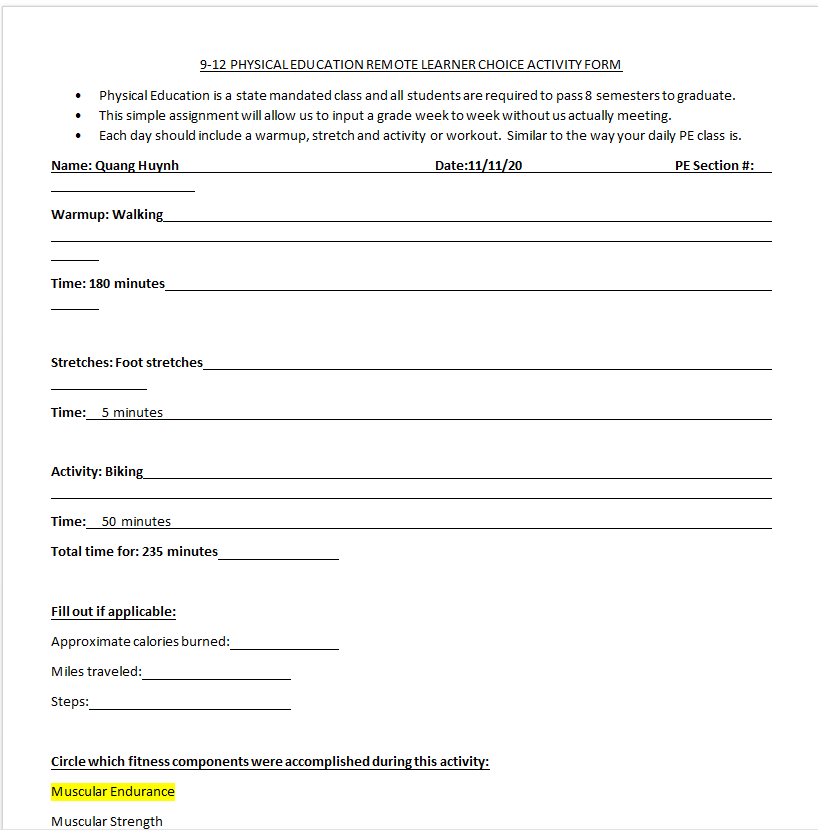 9-12 PHYSICAL EDUCATION REMOTE LEARNER CHOICE ACTIVITY FORM
• Physical Education is a state mandated class and all students are required to pass 8 semesters to graduate.
• This simple assignment will allow us to input a grade week to week without us actually meeting.
• Each day should include a warmup, stretch and activity or workout. Similar to the way your daily PE class is.
Name: Quang Huynh Date:11/11/20 PE Section #:
Warmup: Walking
Time: 180 minutes
Stretches: Foot stretches
Time: 5 minutes
Activity: Biking
Time: 50 minutes
Total time for: 235 minutes
Fill out if applicable:
Approximate calories burned:
Miles traveled:
Steps:
Circle which fitness components were accomplished during this activity:
Muscular Endurance
Muscular Strength